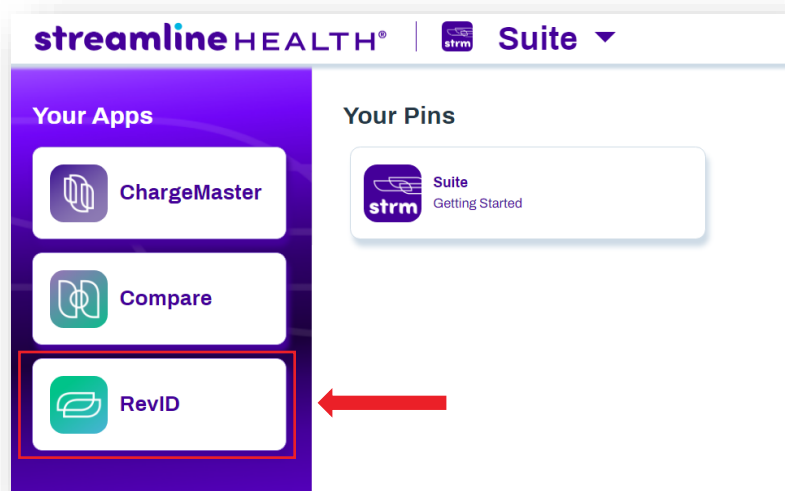 streamline HEALTH® strm Suite
Your Apps
ChargeMaster
Compare
RevID
Your Pins
strm
Suite
Getting Started